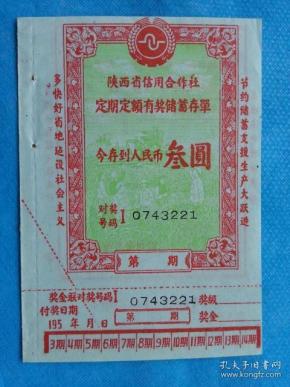 陕西省信用合作社
定期定额有奖储蓄存單
今存到人民币叁圓
对奖号码 I 0743221
第 期
多快好省地建設社会主义
节约储蓄支援生产大跃进
奖金联对奖号码 I 0743221 奖级
付奖日期 第 期 奖金
195 年 月 日
3期 4期 5期 6期 7期 8期 9期 10期 11期 12期 13期 14期
孔夫子旧书网